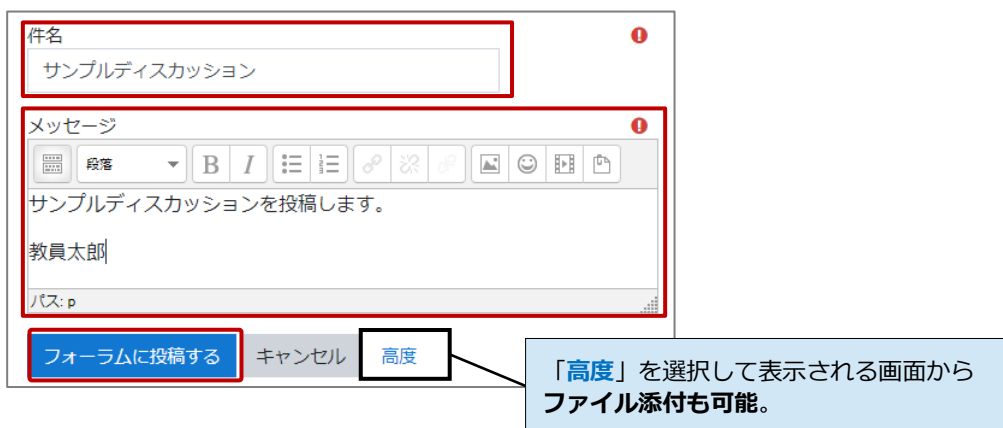 件名
サンプルディスカッション
メッセージ
段落 B I
サンプルディスカッションを投稿します。
教員太郎
パス: p
フォーラムに投稿する キャンセル 高度
「高度」を選択して表示される画面から
ファイル添付も可能。